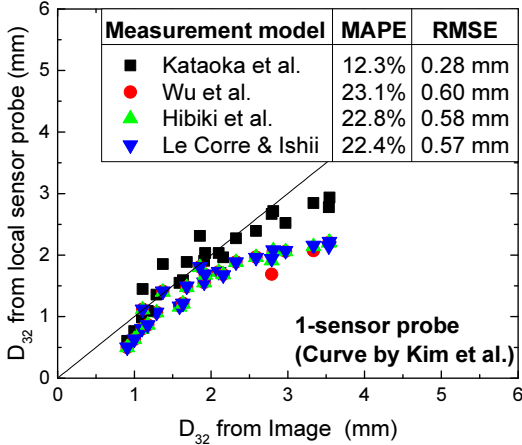 Measurement model MAPE RMSE
Kataoka et al. 12.3% 0.28 mm
Wu et al. 23.1% 0.60 mm
Hibiki et al. 22.8% 0.58 mm
Le Corre & Ishii 22.4% 0.57 mm
1-sensor probe
(Curve by Kim et al.)
D32 from local sensor
probe (mm)
6
5
4
3
2
1
0
0 1 2 3 4 5 6
D32 from Image (mm)